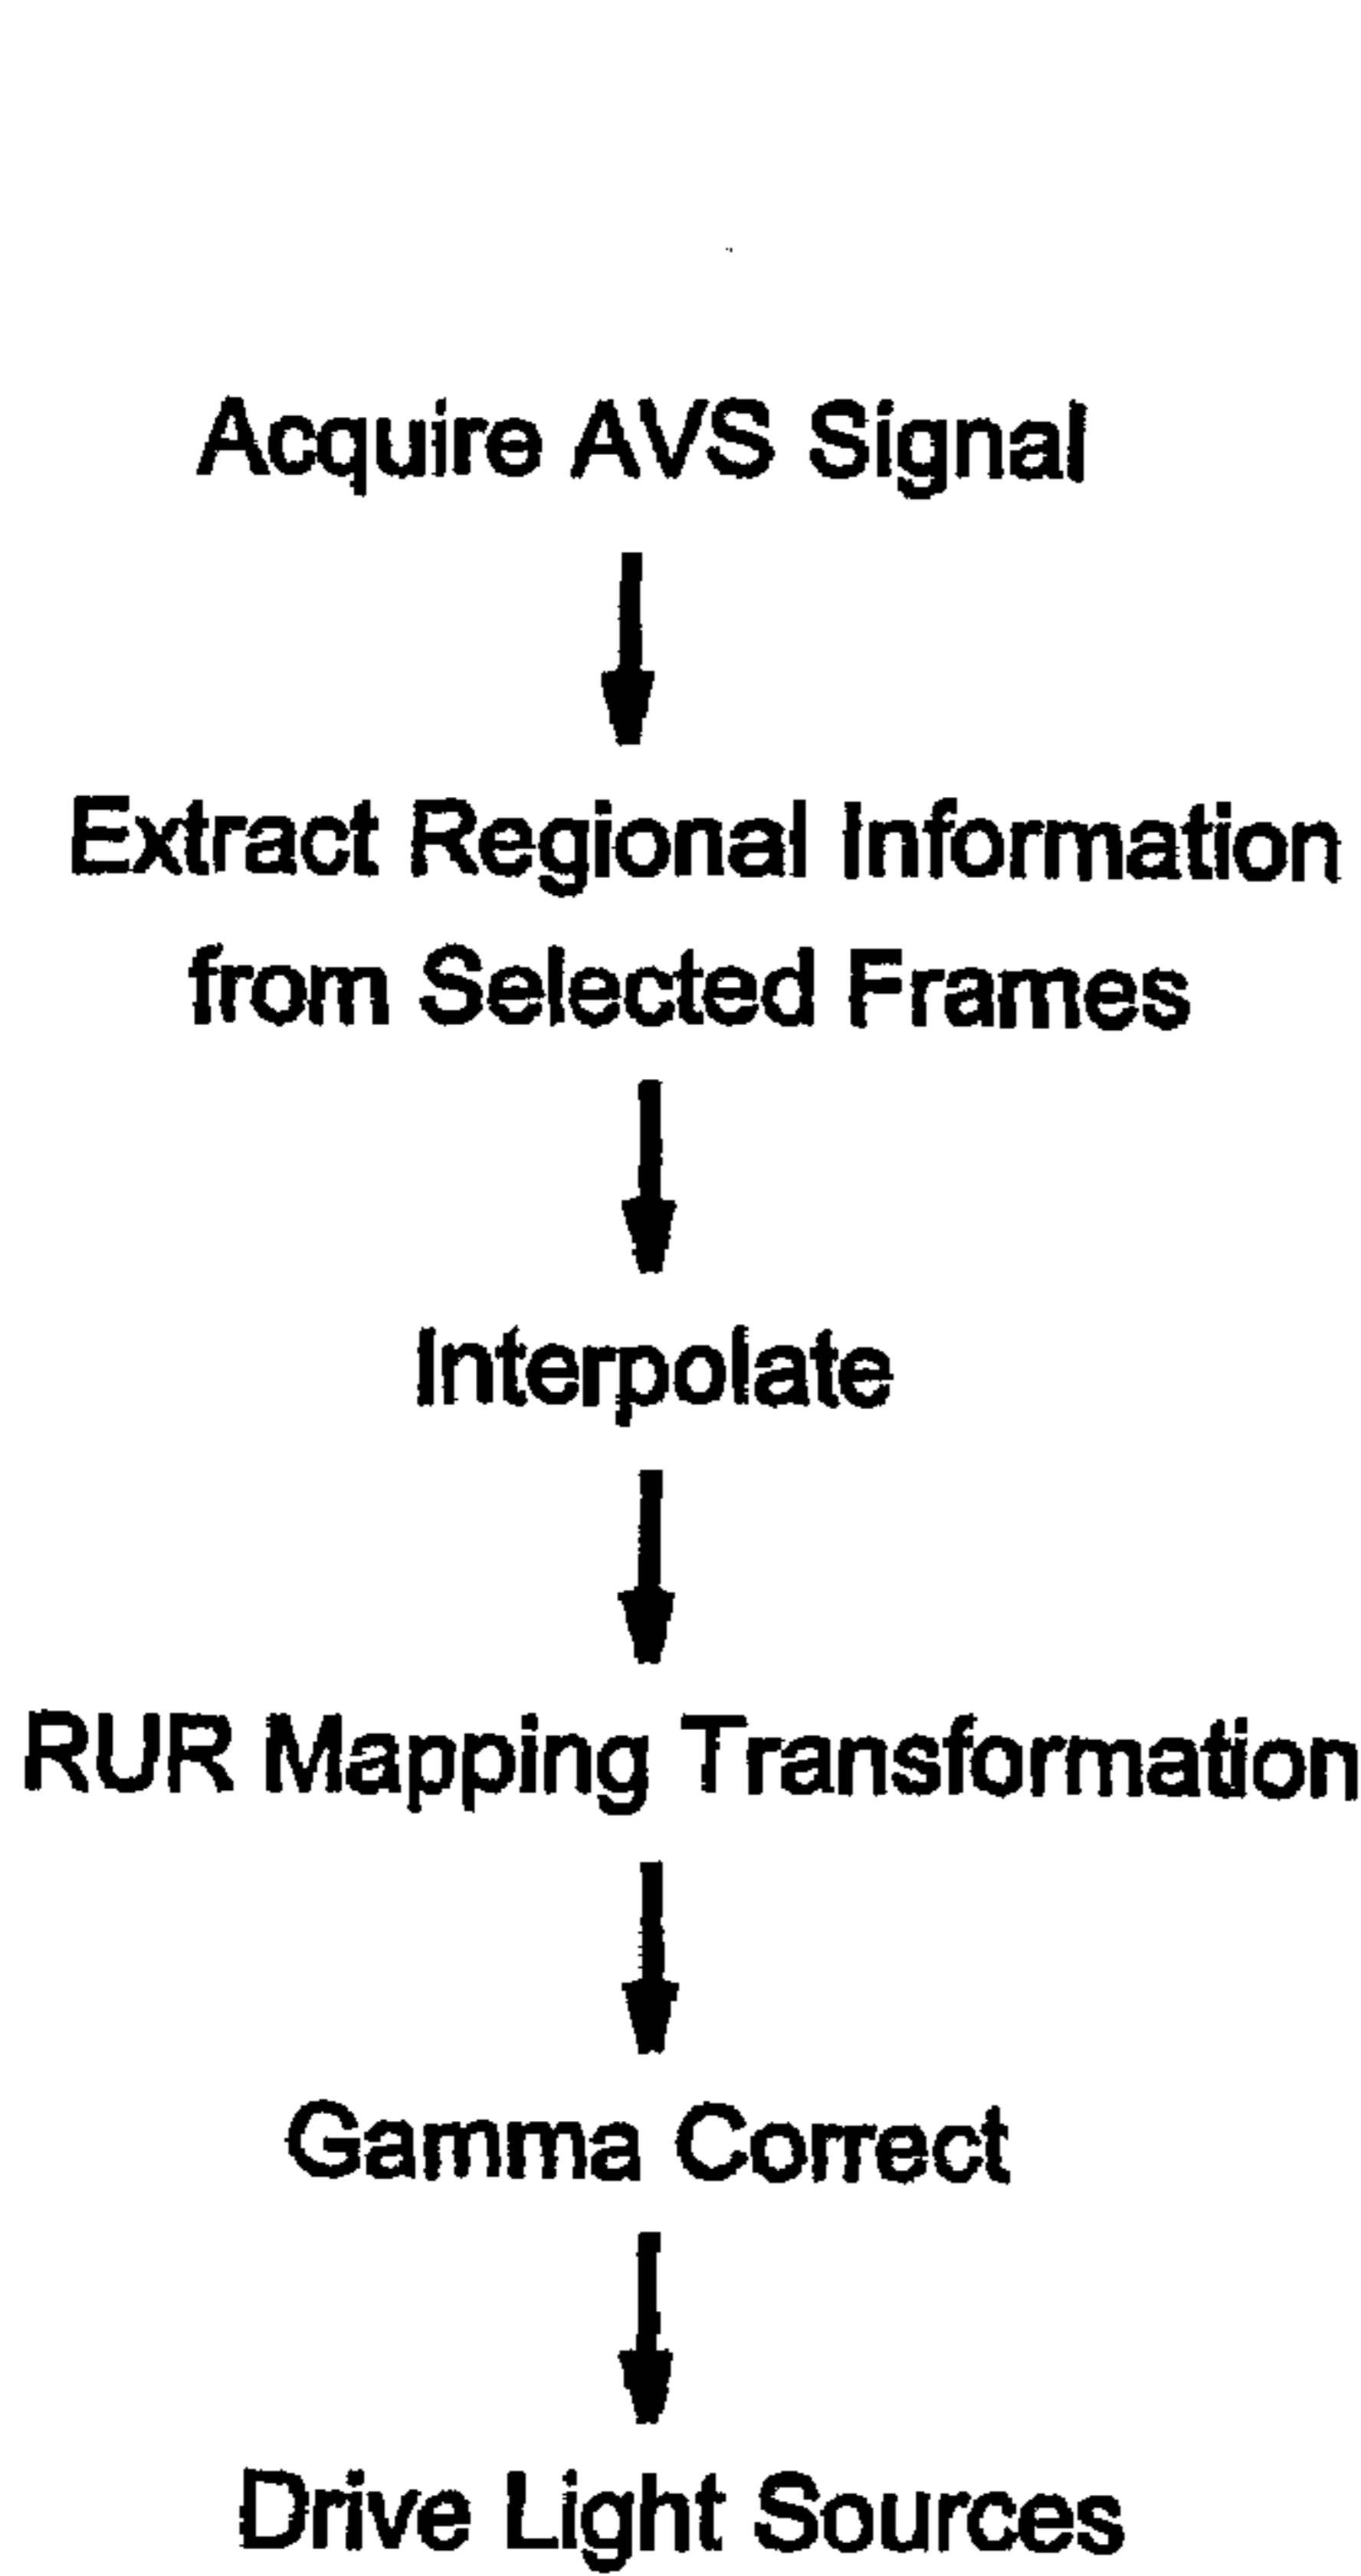 Acquire AVS Signal
Extract Regional Information
from Selected Frames
Interpolate
RUR Mapping Transformation
Gamma Correct
Drive Light Sources